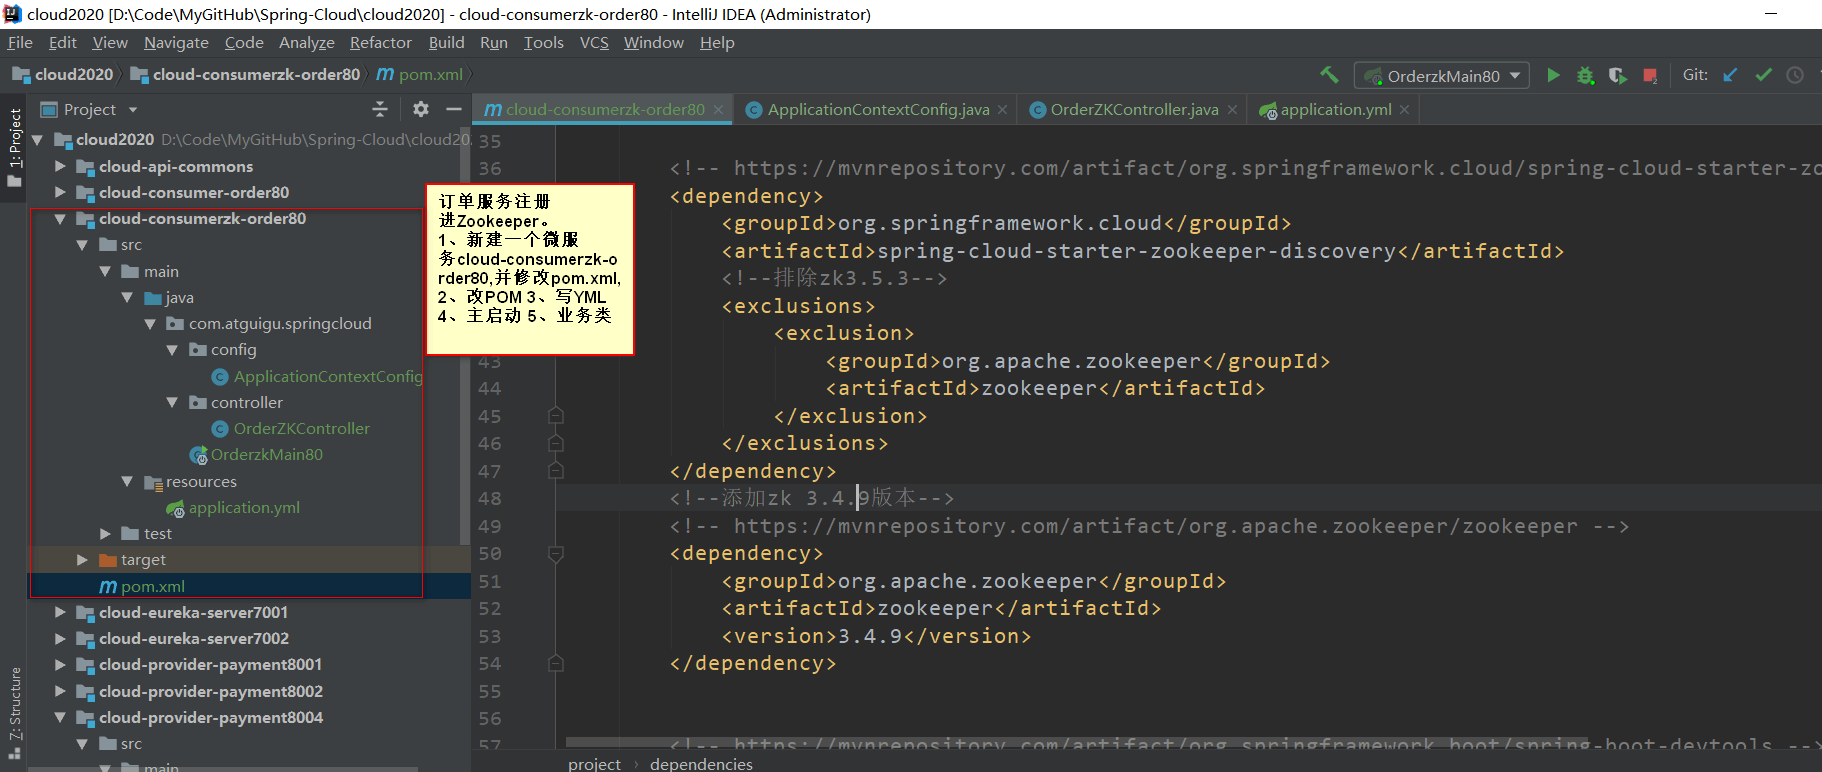 cloud2020 [D:\Code\MyGitHub\Spring-Cloud\cloud2020] - cloud-consumerzk-order80 - IntelliJ IDEA (Administrator)
File Edit View Navigate Code Analyze Refactor Build Run Tools VCS Window Help
cloud2020 cloud-consumerzk-order80 pom.xml
OrderzkMain80 Git:
1: Project
7: Structure
Project
cloud2020 D:\Code\MyGitHub\Spring-Cloud\cloud20
cloud-api-commons
cloud-consumer-order80
cloud-consumerzk-order80
src
main
java
com.atguigu.springcloud
config
ApplicationContextConfig
controller
OrderZKController
OrderzkMain80
resources
application.yml
test
target
pom.xml
cloud-eureka-server7001
cloud-eureka-server7002
cloud-provider-payment8001
cloud-provider-payment8002
cloud-provider-payment8004
src
main
订单服务注册
进Zookeeper。
1、新建一个微服
务cloud-consumerzk-o
rder80,并修改pom.xml,
2、改POM 3、写YML
4、主启动 5、业务类
cloud-consumerzk-order80 ApplicationContextConfig.java OrderZKController.java application.yml
35
36 <!-- https://mvnrepository.com/artifact/org.springframework.cloud/spring-cloud-starter-zo
<dependency>
<groupId>org.springframework.cloud</groupId>
<artifactId>spring-cloud-starter-zookeeper-discovery</artifactId>
<!--排除zk3.5.3-->
<exclusions>
<exclusion>
43 <groupId>org.apache.zookeeper</groupId>
44 <artifactId>zookeeper</artifactId>
45 </exclusion>
46 </exclusions>
47 </dependency>
48 <!--添加zk 3.4.9版本-->
49 <!-- https://mvnrepository.com/artifact/org.apache.zookeeper/zookeeper -->
50 <dependency>
51 <groupId>org.apache.zookeeper</groupId>
52 <artifactId>zookeeper</artifactId>
53 <version>3.4.9</version>
54 </dependency>
55
56
57 <!-- https://mvnrepository.com/artifact/org.springframework.boot/spring-boot-devtools -->
project › dependencies